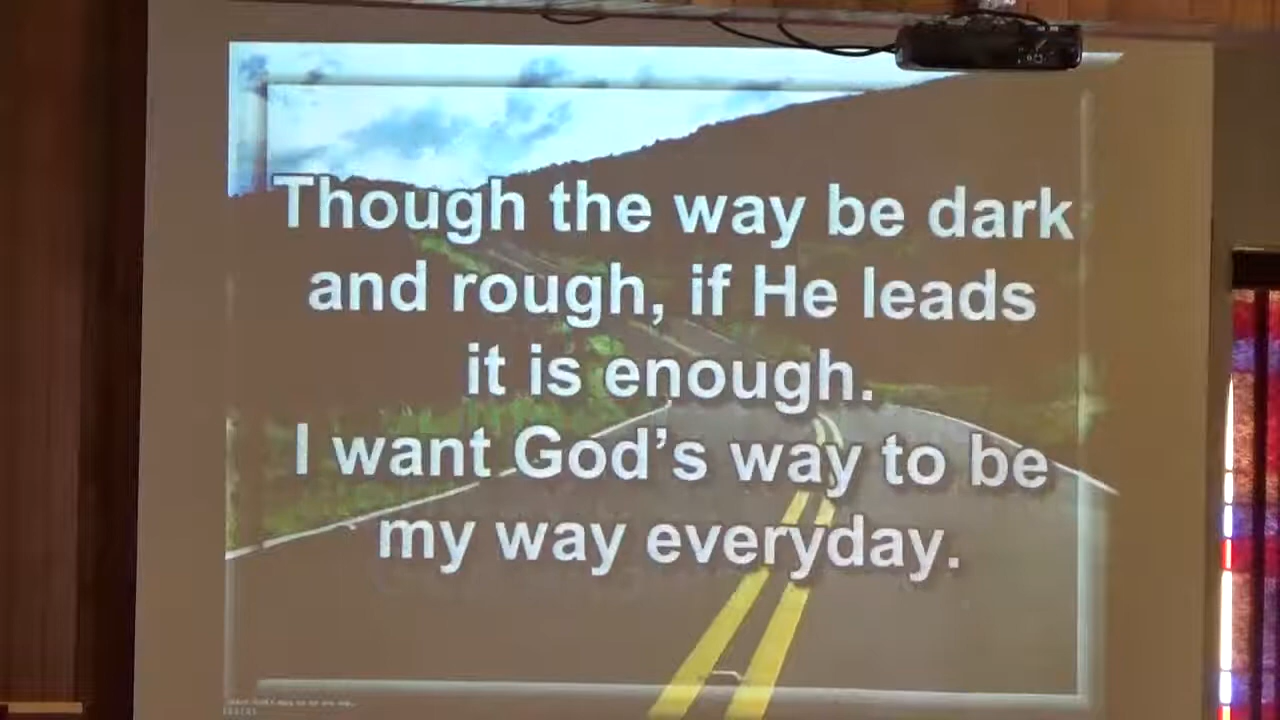 Though the way be dark
and rough, if He leads
it is enough.
I want God's way to be
my way everyday.